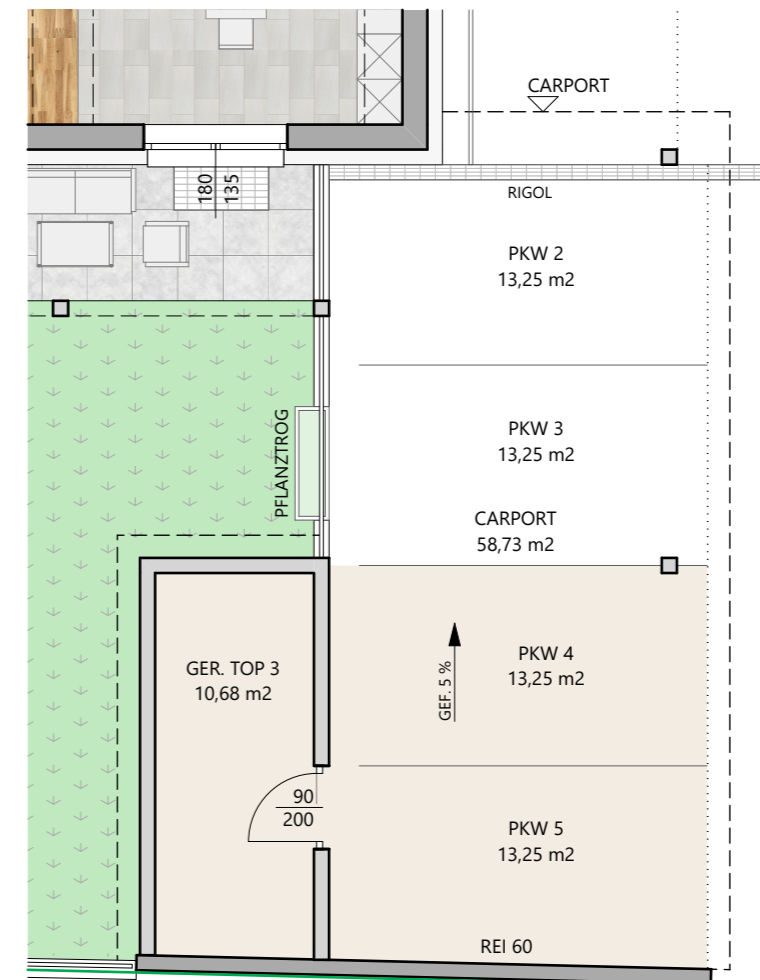 CARPORT
180
135
RIGOL
PKW 2
13,25 m2
PFLANZTROG
PKW 3
13,25 m2
CARPORT
58,73 m2
GER. TOP 3
10,68 m2
GEF. 5 %
PKW 4
13,25 m2
90
200
PKW 5
13,25 m2
REI 60